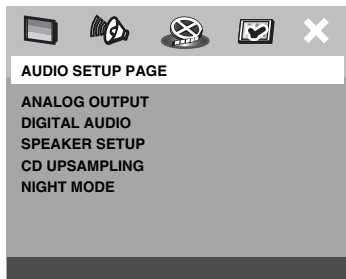 AUDIO SETUP PAGE
ANALOG OUTPUT
DIGITAL AUDIO
SPEAKER SETUP
CD UPSAMPLING
NIGHT MODE